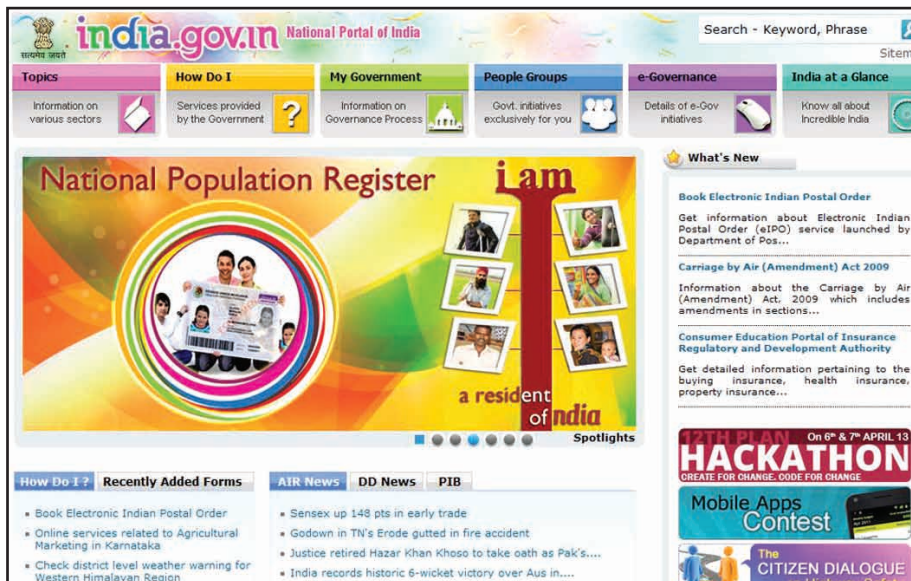 सत्यमेव जयते
india.gov.in National Portal of India
Search - Keyword, Phrase
Sitem
Topics
Information on
various sectors
How Do I
Services provided
by the Government
?
My Government
Information on
Governance Process
People Groups
Govt. initiatives
exclusively for you
e-Governance
Details of e-Gov
initiatives
India at a Glance
Know all about
Incredible India
National Population Register
i am
a resident
of india
Spotlights
What's New
Book Electronic Indian Postal Order
Get information about Electronic Indian
Postal Order (eIPO) service launched by
Department of Pos...
Carriage by Air (Amendment) Act 2009
Information about the Carriage by Air
(Amendment) Act, 2009 which includes
amendments in sections...
Consumer Education Portal of Insurance
Regulatory and Development Authority
Get detailed information pertaining to the
buying insurance, health insurance,
property insurance...
12TH PLAN On 6th & 7th APRIL 13
HACKATHON
CREATE FOR CHANGE. CODE FOR CHANGE
Mobile Apps
Contest
The
CITIZEN DIALOGUE
How Do I ? Recently Added Forms
Book Electronic Indian Postal Order
Online services related to Agricultural
Marketing in Karnataka
Check district level weather warning for
Western Himalayan Region
AIR News DD News PIB
Sensex up 148 pts in early trade
Godown in TN's Erode gutted in fire accident
Justice retired Hazar Khan Khoso to take oath as Pak's....
India records historic 6-wicket victory over Aus in....